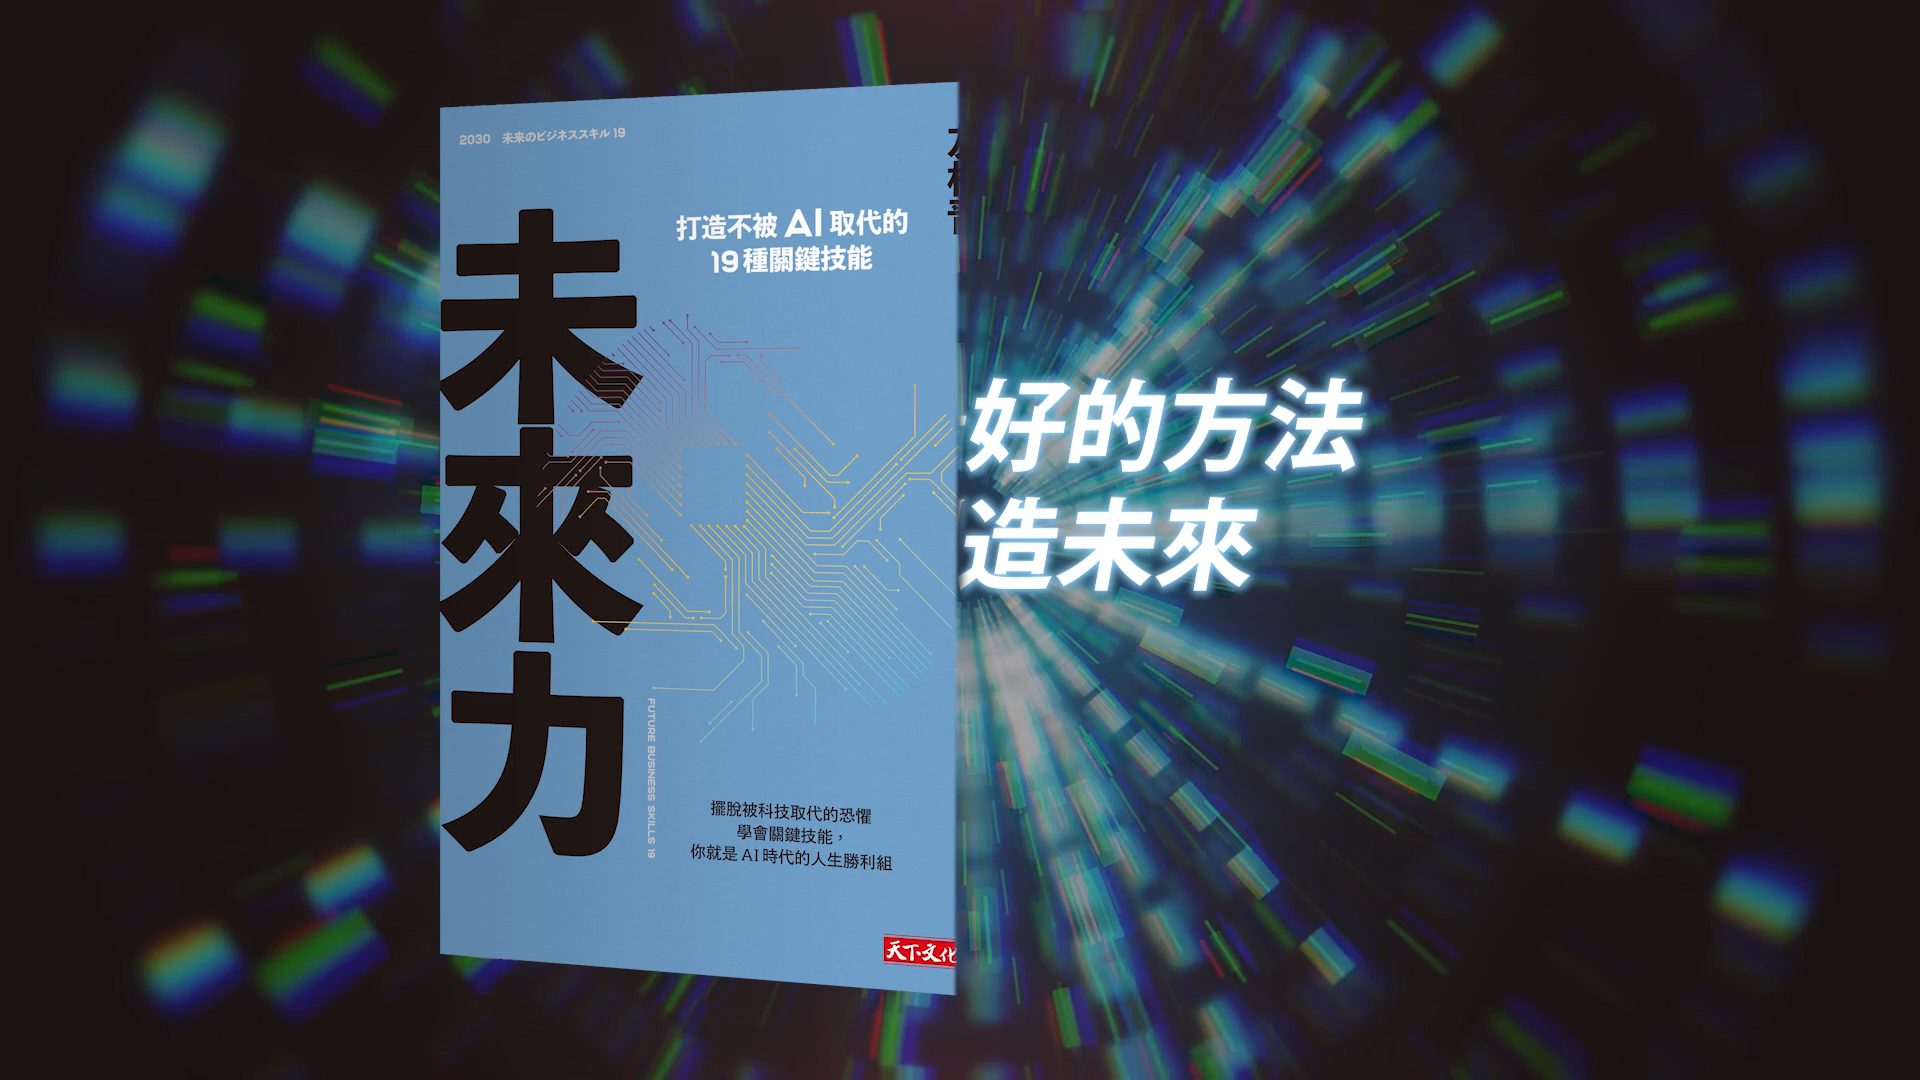 2030 未来のビジネススキル 19
打造不被 AI 取代的
19 種關鍵技能
未來力
FUTURE BUSINESS SKILLS 19
擺脫被科技取代的恐懼
學會關鍵技能，
你就是 AI 時代的人生勝利組
天下文化
好的方法
造未來